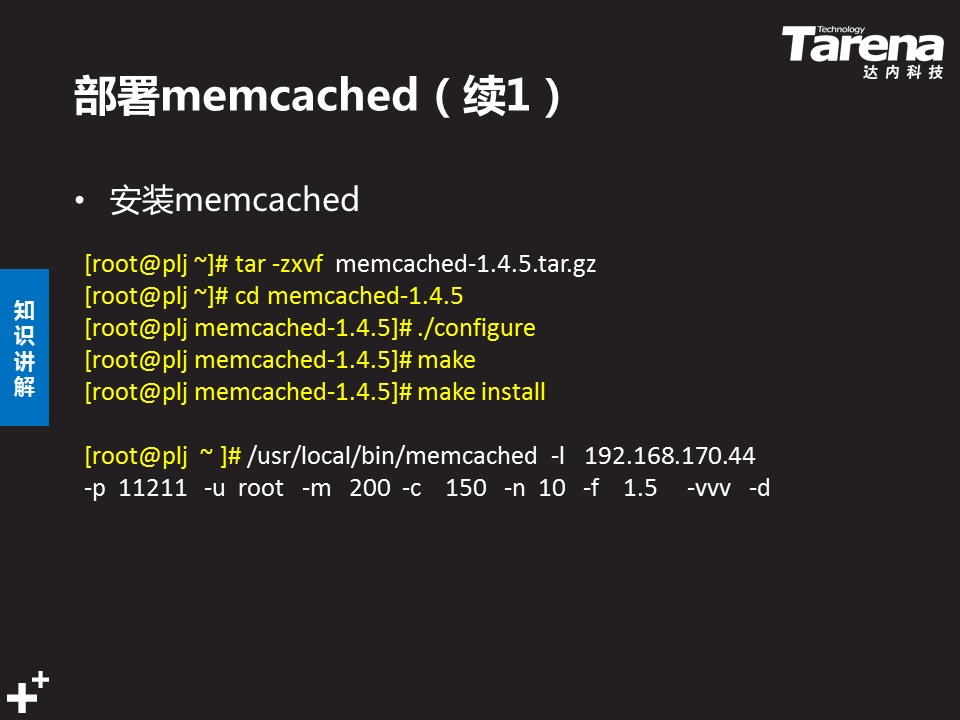 Technology
Tarena
达内科技
部署memcached（续1）
• 安装memcached
[root@plj ~]# tar -zxvf memcached-1.4.5.tar.gz
[root@plj ~]# cd memcached-1.4.5
[root@plj memcached-1.4.5]# ./configure
[root@plj memcached-1.4.5]# make
[root@plj memcached-1.4.5]# make install
[root@plj ~ ]# /usr/local/bin/memcached -l 192.168.170.44
-p 11211 -u root -m 200 -c 150 -n 10 -f 1.5 -vvv -d
知
识
讲
解